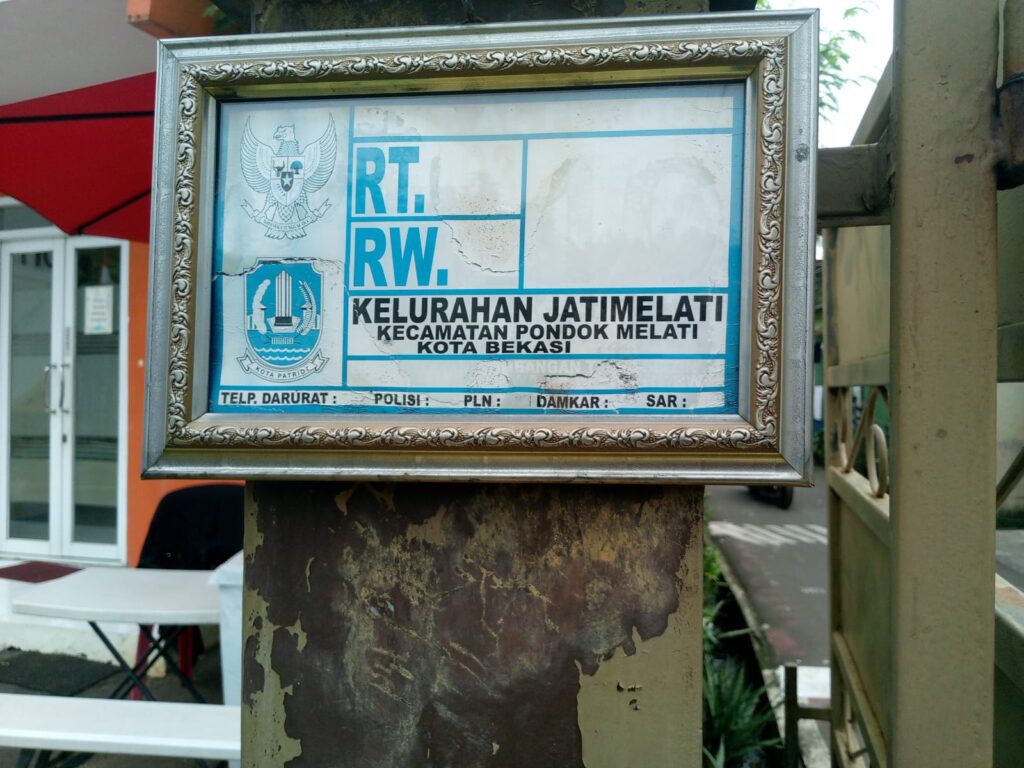 RT.
RW.
KELURAHAN JATIMELATI
KECAMATAN PONDOK MELATI
KOTA BEKASI
KOTA PATRIOT
TELP. DARURAT : POLISI : PLN : DAMKAR : SAR :